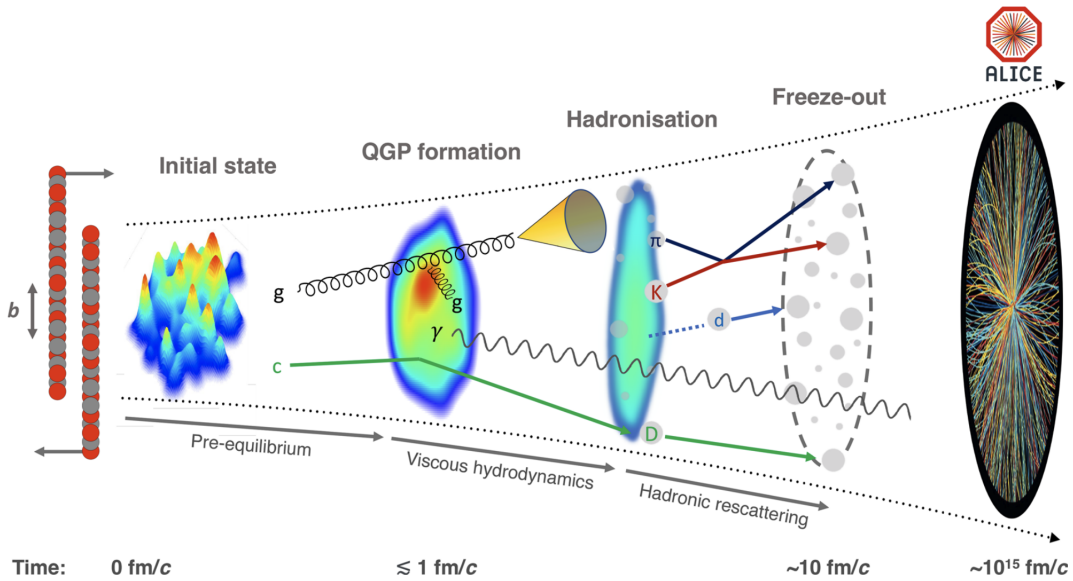 ALICE
Freeze-out
Hadronisation
QGP formation
Initial state
π
g
K
g
d
γ
b
c
D
Pre-equilibrium
Viscous hydrodynamics
Hadronic rescattering
Time: 0 fm/c ≲ 1 fm/c ~10 fm/c ~10¹⁵ fm/c